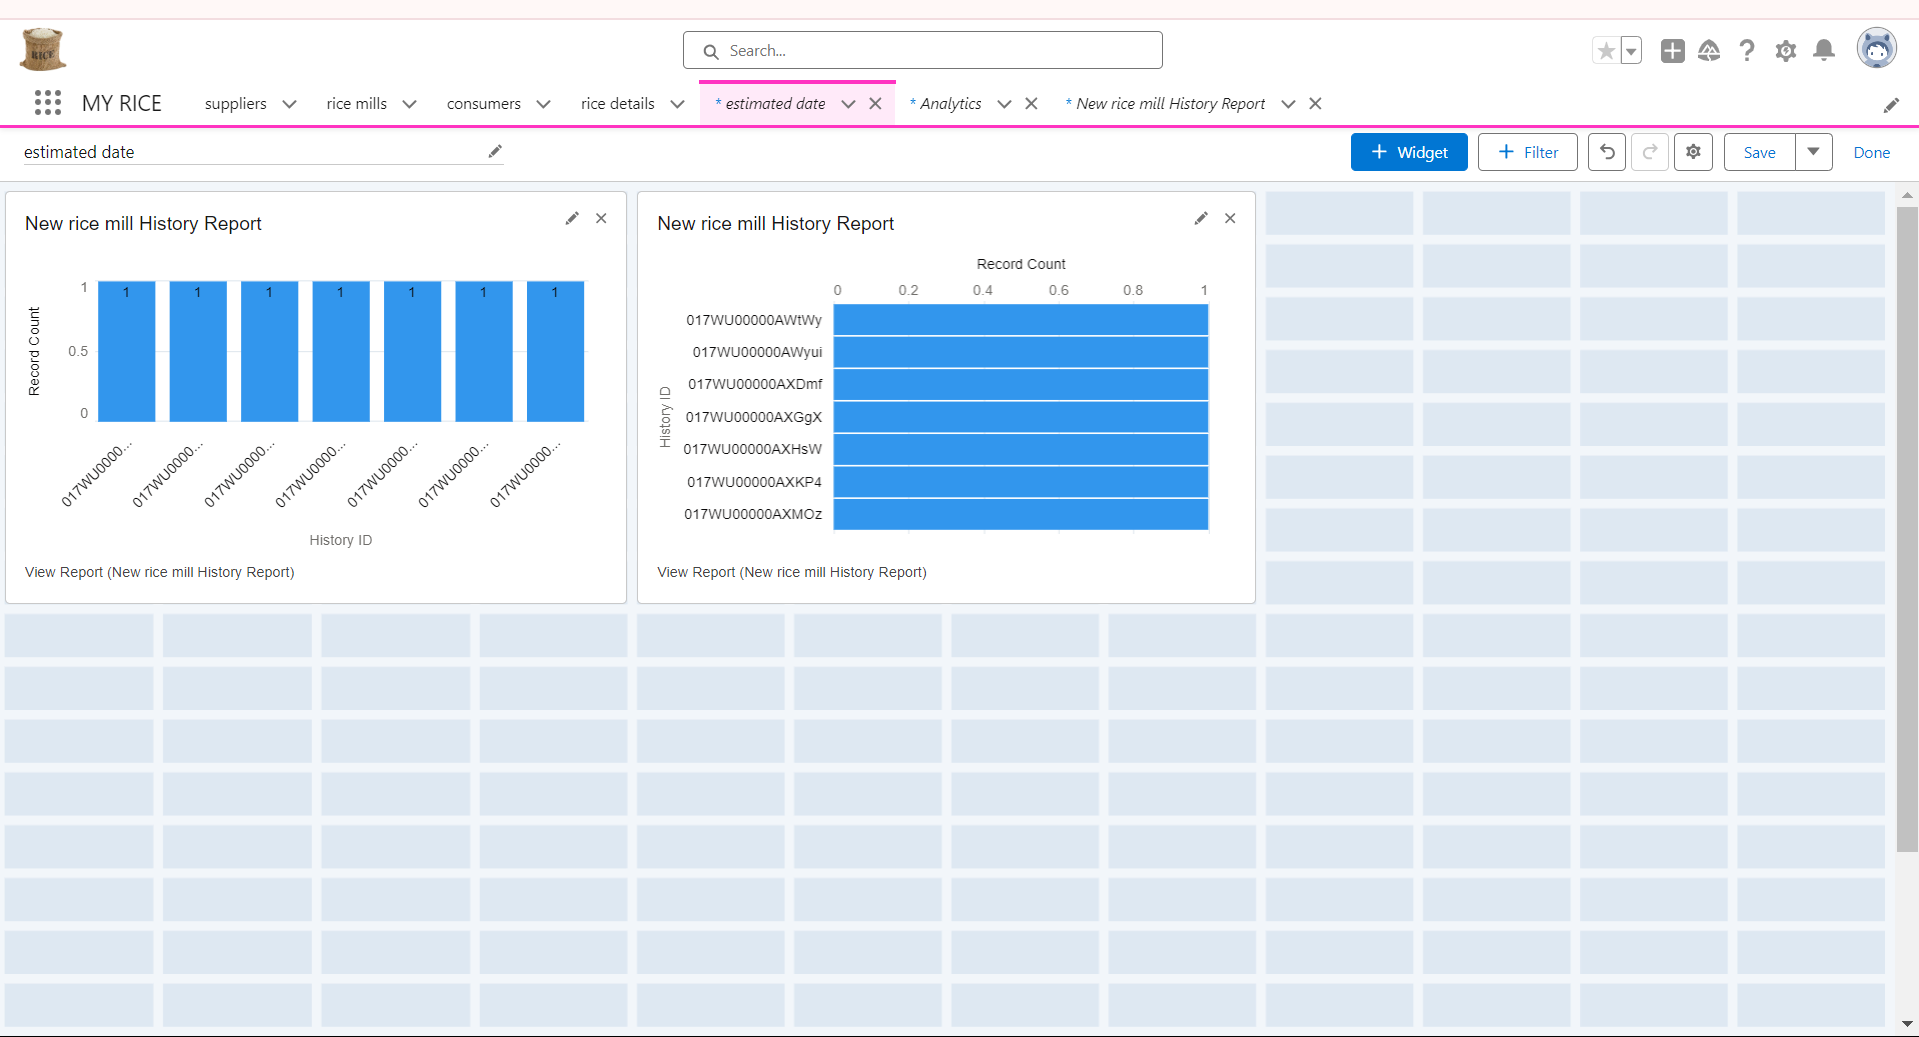 RICE
Search...
MY RICE
suppliers
rice mills
consumers
rice details
* estimated date
* Analytics
* New rice mill History Report
estimated date
+ Widget
+ Filter
Save
Done
New rice mill History Report
Record Count
1
0.5
0
1 1 1 1 1 1 1
017WU0000... 017WU0000... 017WU0000... 017WU0000... 017WU0000... 017WU0000... 017WU0000...
History ID
View Report (New rice mill History Report)
New rice mill History Report
Record Count
0 0.2 0.4 0.6 0.8 1
History ID
017WU00000AWtWy
017WU00000AWyui
017WU00000AXDmf
017WU00000AXGgX
017WU00000AXHsW
017WU00000AXKP4
017WU00000AXMOz
View Report (New rice mill History Report)